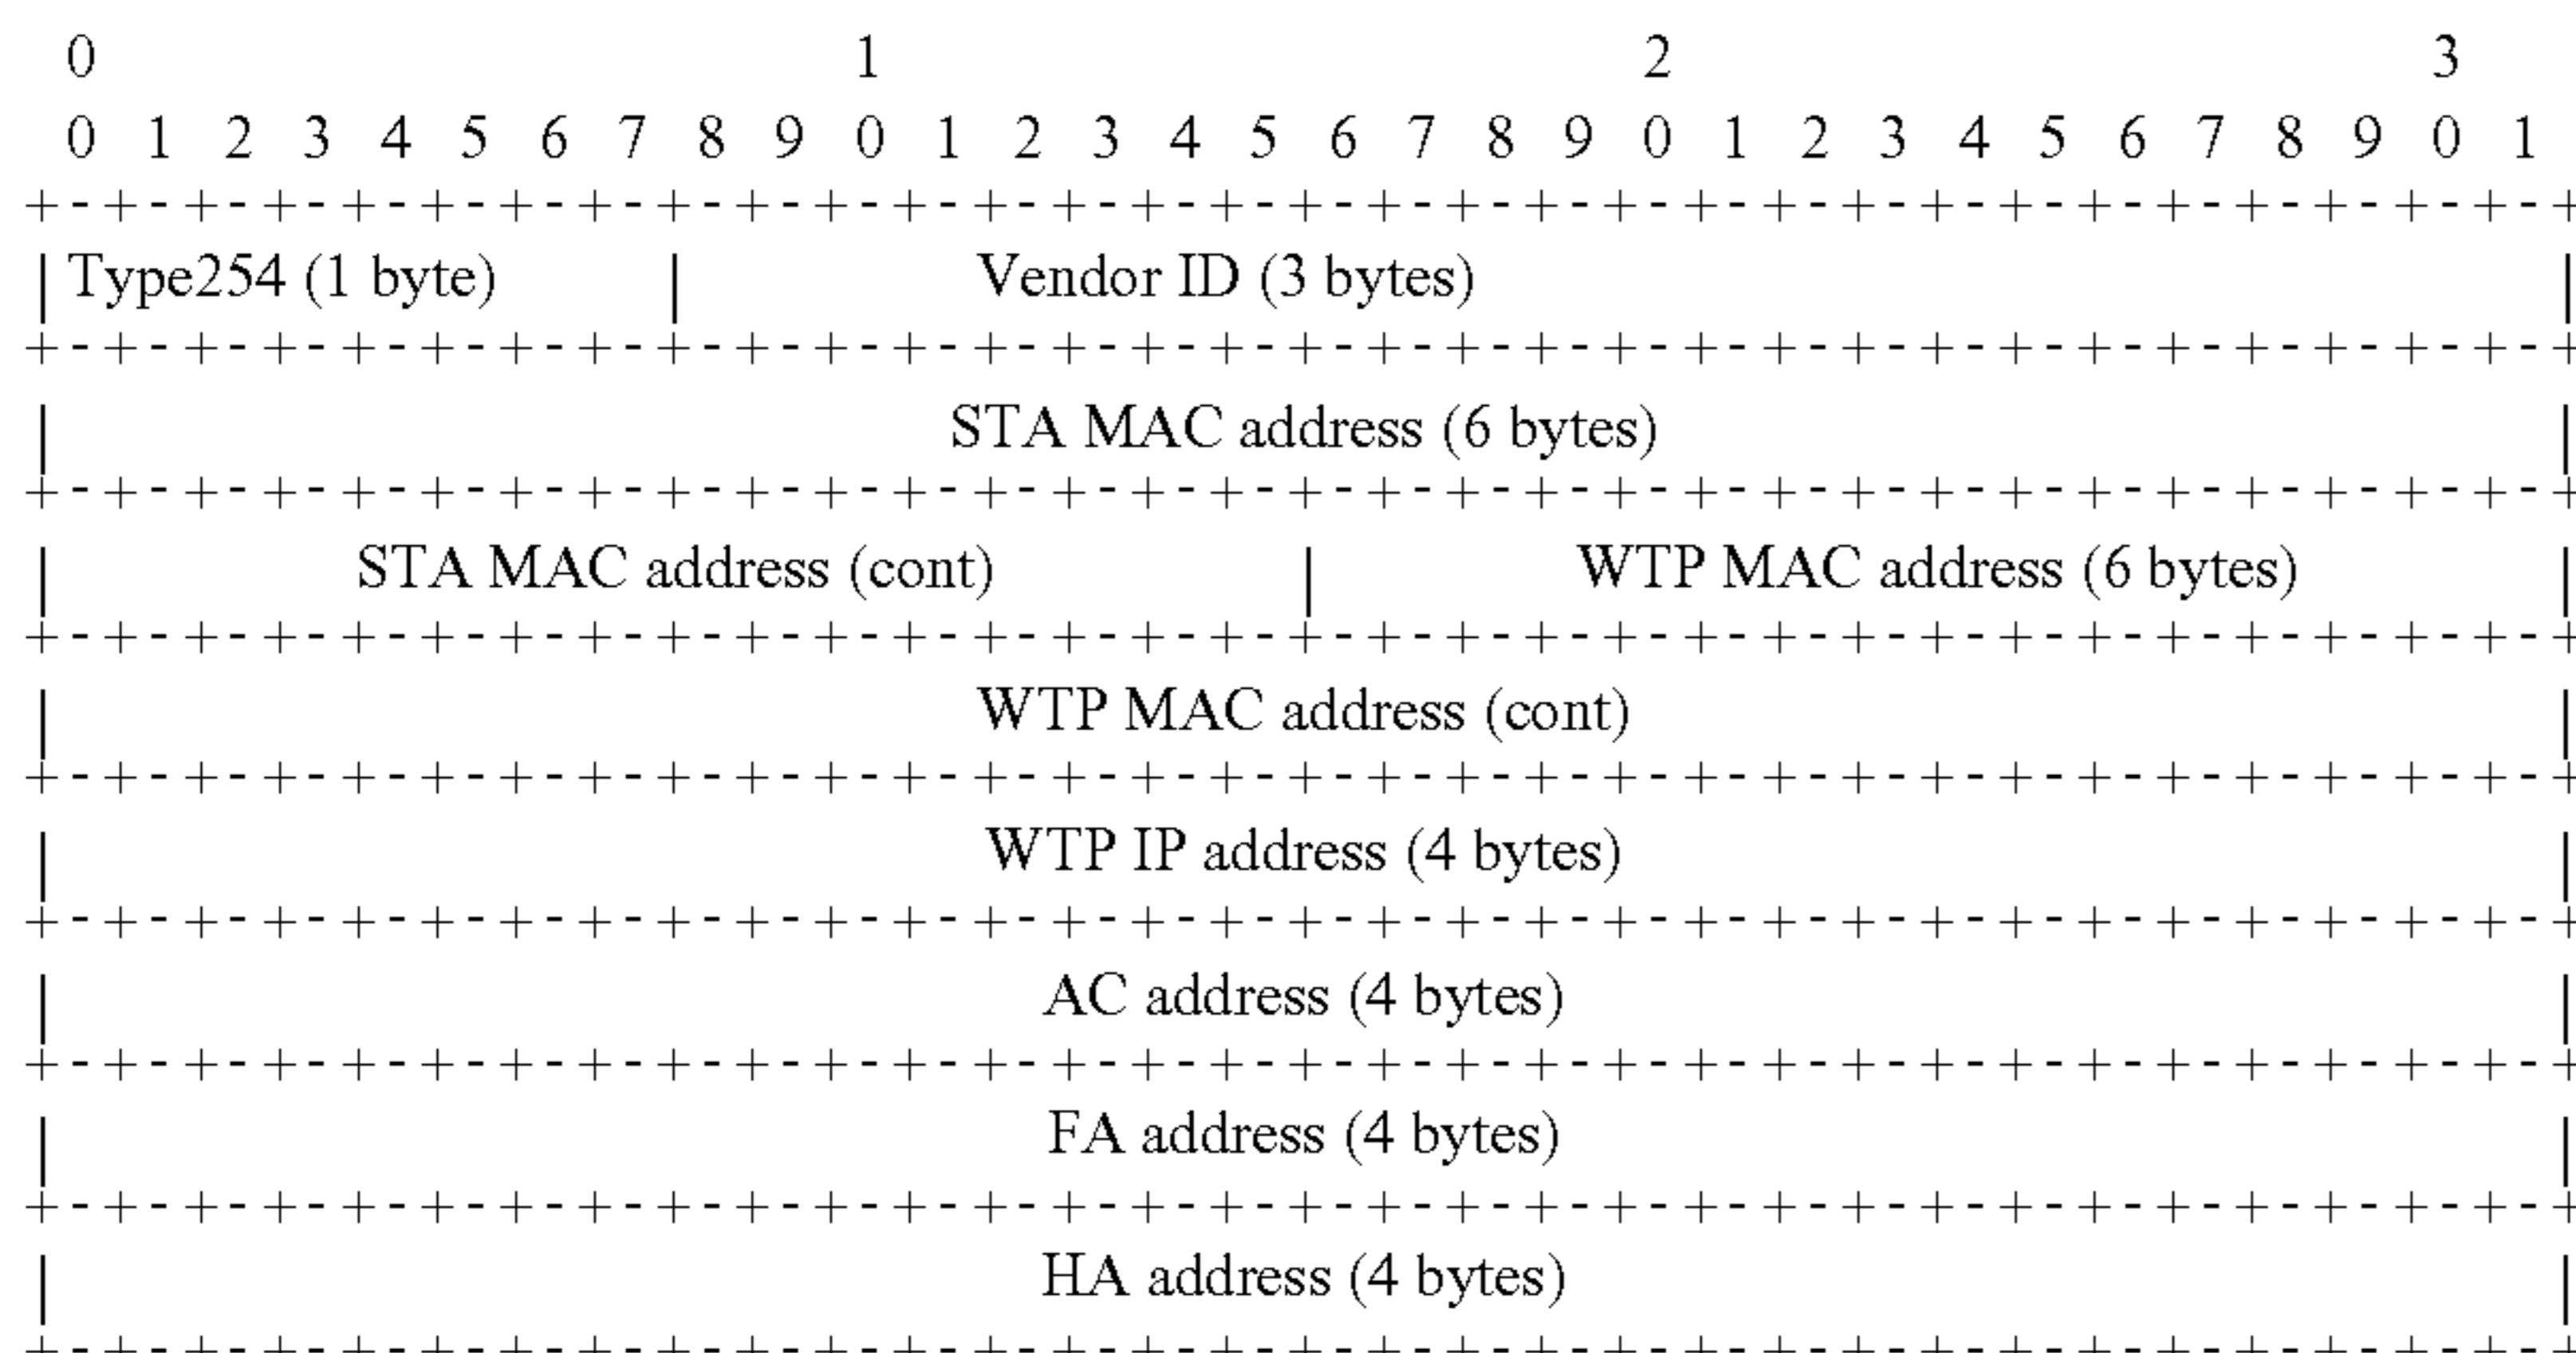 0 1 2 3
0 1 2 3 4 5 6 7 8 9 0 1 2 3 4 5 6 7 8 9 0 1 2 3 4 5 6 7 8 9 0 1
+-+-+-+-+-+-+-+-+-+-+-+-+-+-+-+-+-+-+-+-+-+-+-+-+-+-+-+-+-+-+-+-+
|Type254 (1 byte) | Vendor ID (3 bytes) |
+-+-+-+-+-+-+-+-+-+-+-+-+-+-+-+-+-+-+-+-+-+-+-+-+-+-+-+-+-+-+-+-+
| STA MAC address (6 bytes) |
+-+-+-+-+-+-+-+-+-+-+-+-+-+-+-+-+-+-+-+-+-+-+-+-+-+-+-+-+-+-+-+-+
| STA MAC address (cont) | WTP MAC address (6 bytes) |
+-+-+-+-+-+-+-+-+-+-+-+-+-+-+-+-+-+-+-+-+-+-+-+-+-+-+-+-+-+-+-+-+
| WTP MAC address (cont) |
+-+-+-+-+-+-+-+-+-+-+-+-+-+-+-+-+-+-+-+-+-+-+-+-+-+-+-+-+-+-+-+-+
| WTP IP address (4 bytes) |
+-+-+-+-+-+-+-+-+-+-+-+-+-+-+-+-+-+-+-+-+-+-+-+-+-+-+-+-+-+-+-+-+
| AC address (4 bytes) |
+-+-+-+-+-+-+-+-+-+-+-+-+-+-+-+-+-+-+-+-+-+-+-+-+-+-+-+-+-+-+-+-+
| FA address (4 bytes) |
+-+-+-+-+-+-+-+-+-+-+-+-+-+-+-+-+-+-+-+-+-+-+-+-+-+-+-+-+-+-+-+-+
| HA address (4 bytes) |
+-+-+-+-+-+-+-+-+-+-+-+-+-+-+-+-+-+-+-+-+-+-+-+-+-+-+-+-+-+-+-+-+